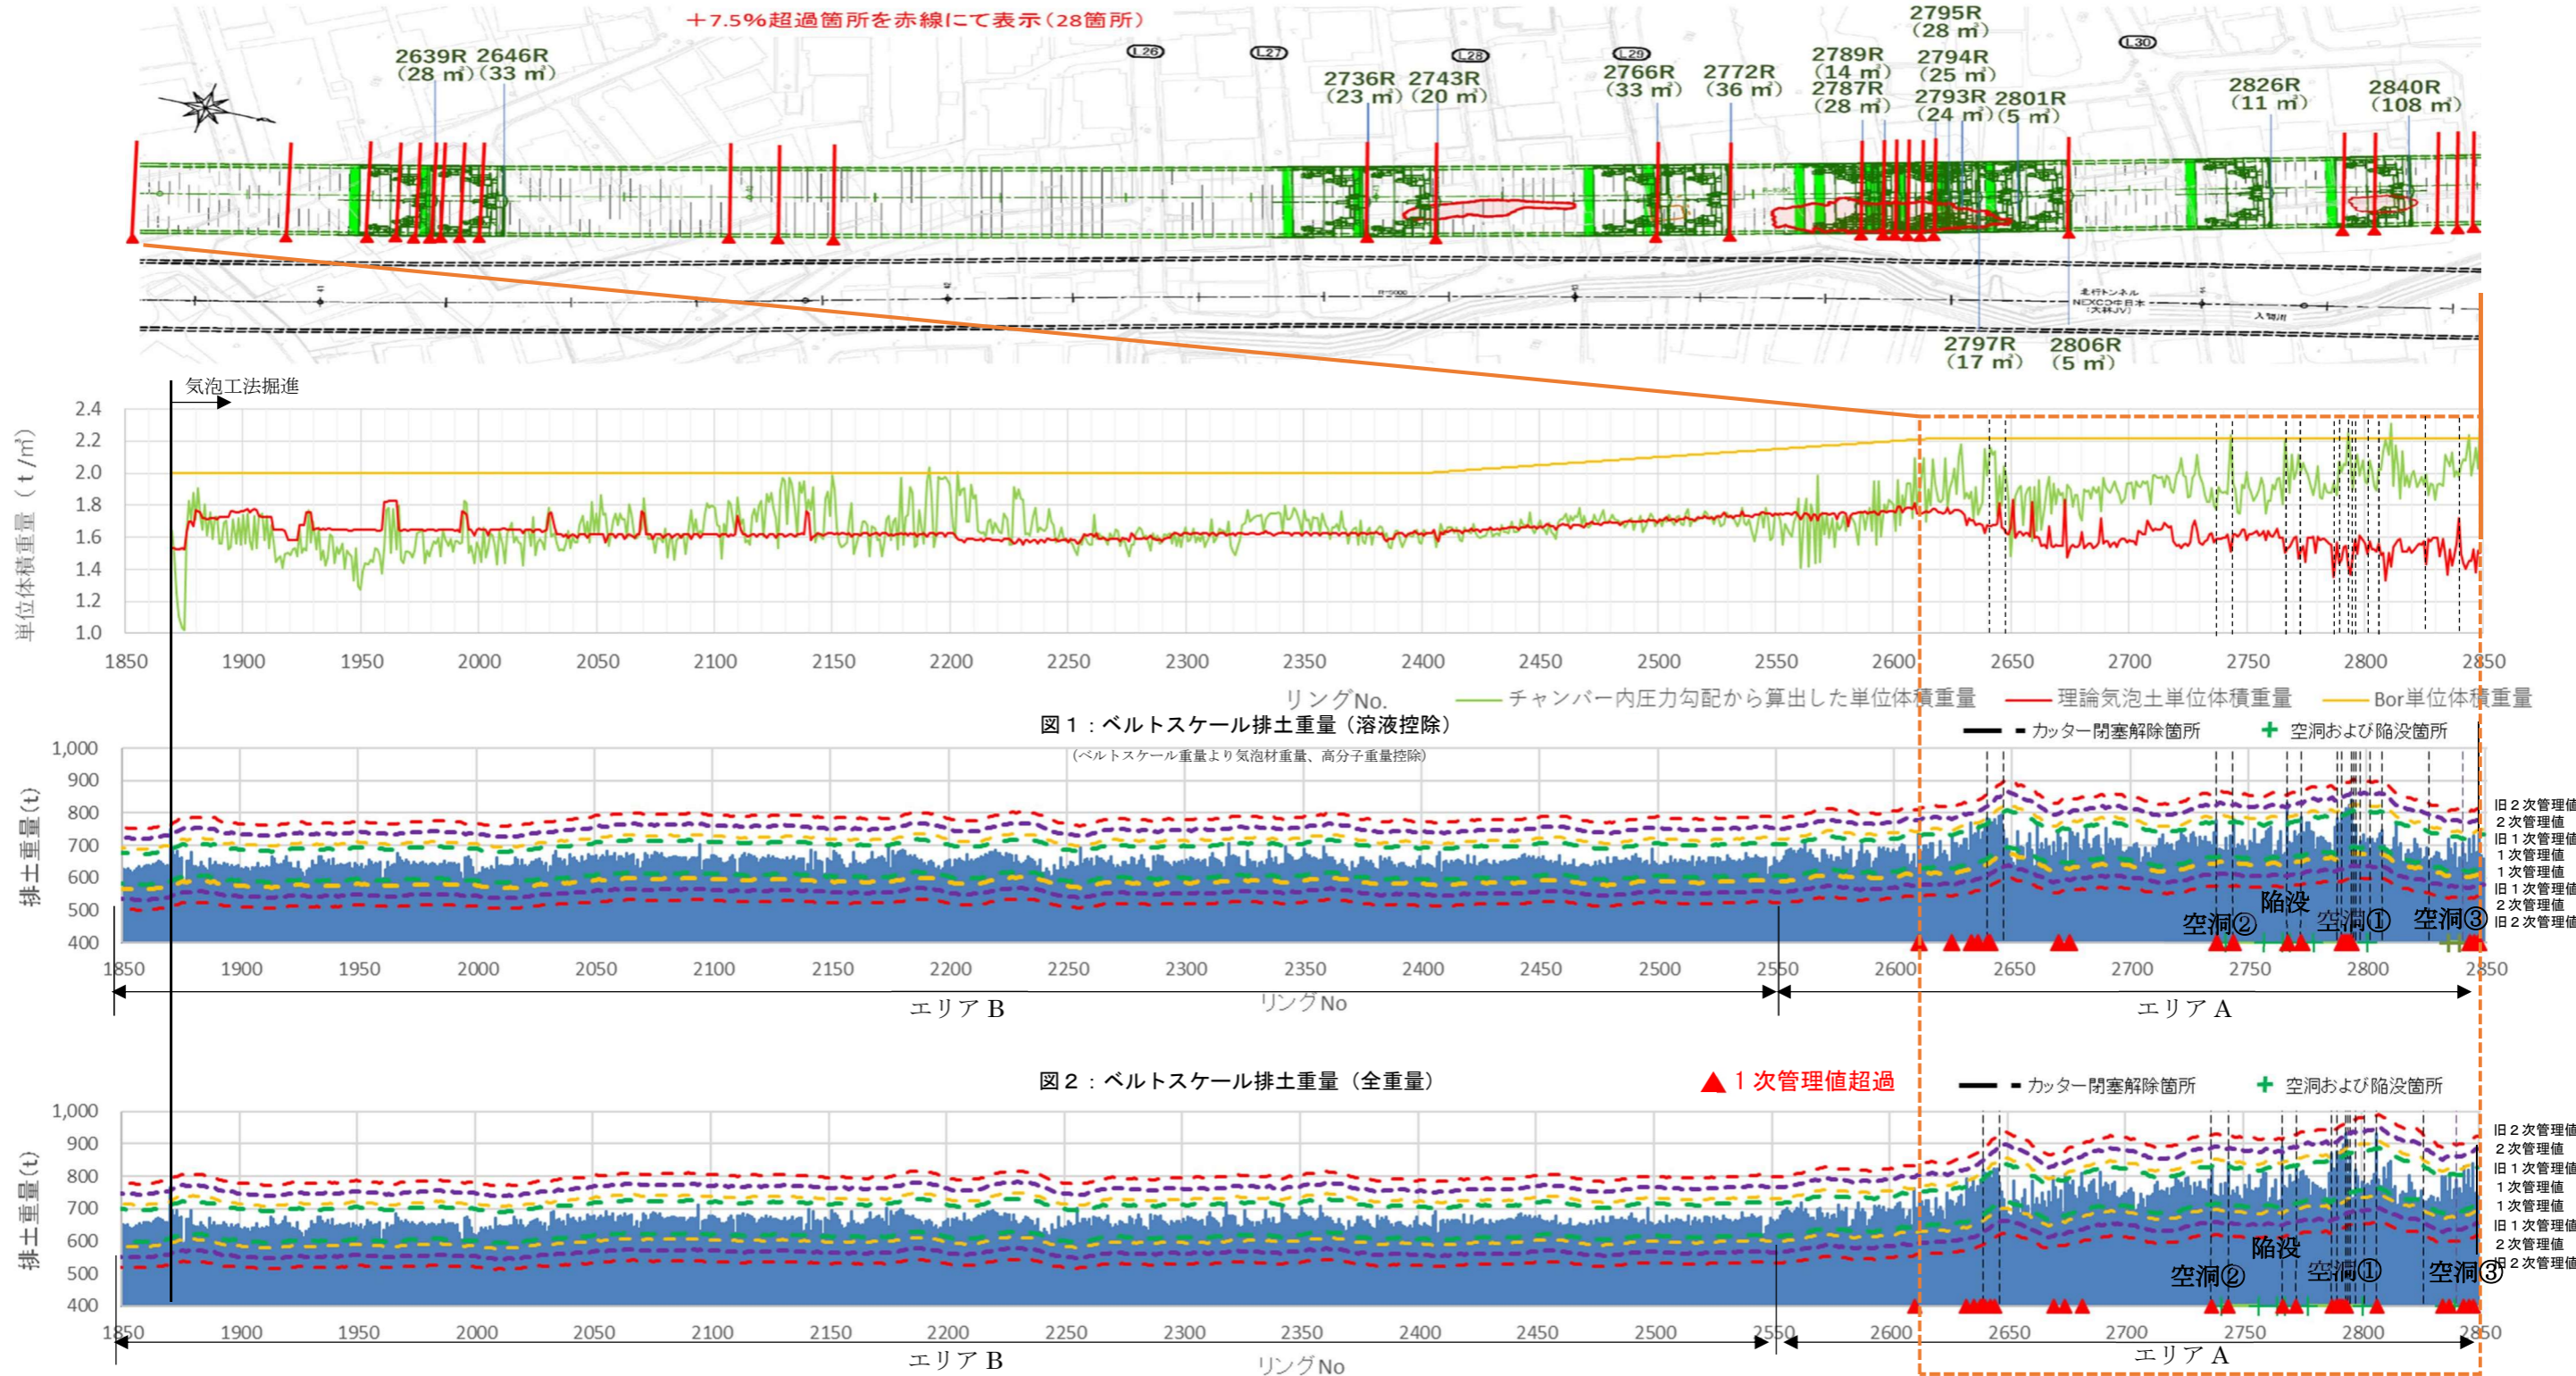 +7.5%超過箇所を赤線にて表示(28箇所)
2639R 2646R
(28 ㎥)(33 ㎥)
L26
L27
L28
L29
L30
2736R 2743R
(23 ㎥)(20 ㎥)
2766R
(33 ㎥)
2772R
(36 ㎥)
2789R
(14 ㎥)
2787R
(28 ㎥)
2795R
(28 ㎥)
2794R
(25 ㎥)
2793R
(24 ㎥)
2801R
(5 ㎥)
2826R
(11 ㎥)
2840R
(108 ㎥)
北行トンネル
NEXCO中日本
(大林JV)
入間川
2797R
(17 ㎥)
2806R
(5 ㎥)
気泡工法掘進
単位体積重量(t/㎥)
2.4
2.2
2.0
1.8
1.6
1.4
1.2
1.0
1850 1900 1950 2000 2050 2100 2150 2200 2250 2300 2350 2400 2450 2500 2550 2600 2650 2700 2750 2800 2850
リングNo.
チャンバー内圧力勾配から算出した単位体積重量 理論気泡土単位体積重量 Bor単位体積重量
図1:ベルトスケール排土重量(溶液控除)
(ベルトスケール重量より気泡材重量、高分子重量控除)
カッター閉塞解除箇所 空洞および陥没箇所
排土重量(t)
1,000
900
800
700
600
500
400
旧2次管理値
2次管理値
旧1次管理値
1次管理値
1次管理値
旧1次管理値
2次管理値
旧2次管理値
空洞② 陥没 空洞① 空洞③
1850 1900 1950 2000 2050 2100 2150 2200 2250 2300 2350 2400 2450 2500 2550 2600 2650 2700 2750 2800 2850
エリア B リングNo エリア A
図2:ベルトスケール排土重量(全重量)
▲ 1次管理値超過
カッター閉塞解除箇所 空洞および陥没箇所
排土重量(t)
1,000
900
800
700
600
500
400
旧2次管理値
2次管理値
旧1次管理値
1次管理値
1次管理値
旧1次管理値
2次管理値
旧2次管理値
空洞② 陥没 空洞① 空洞③
1850 1900 1950 2000 2050 2100 2150 2200 2250 2300 2350 2400 2450 2500 2550 2600 2650 2700 2750 2800 2850
エリア B リングNo エリア A